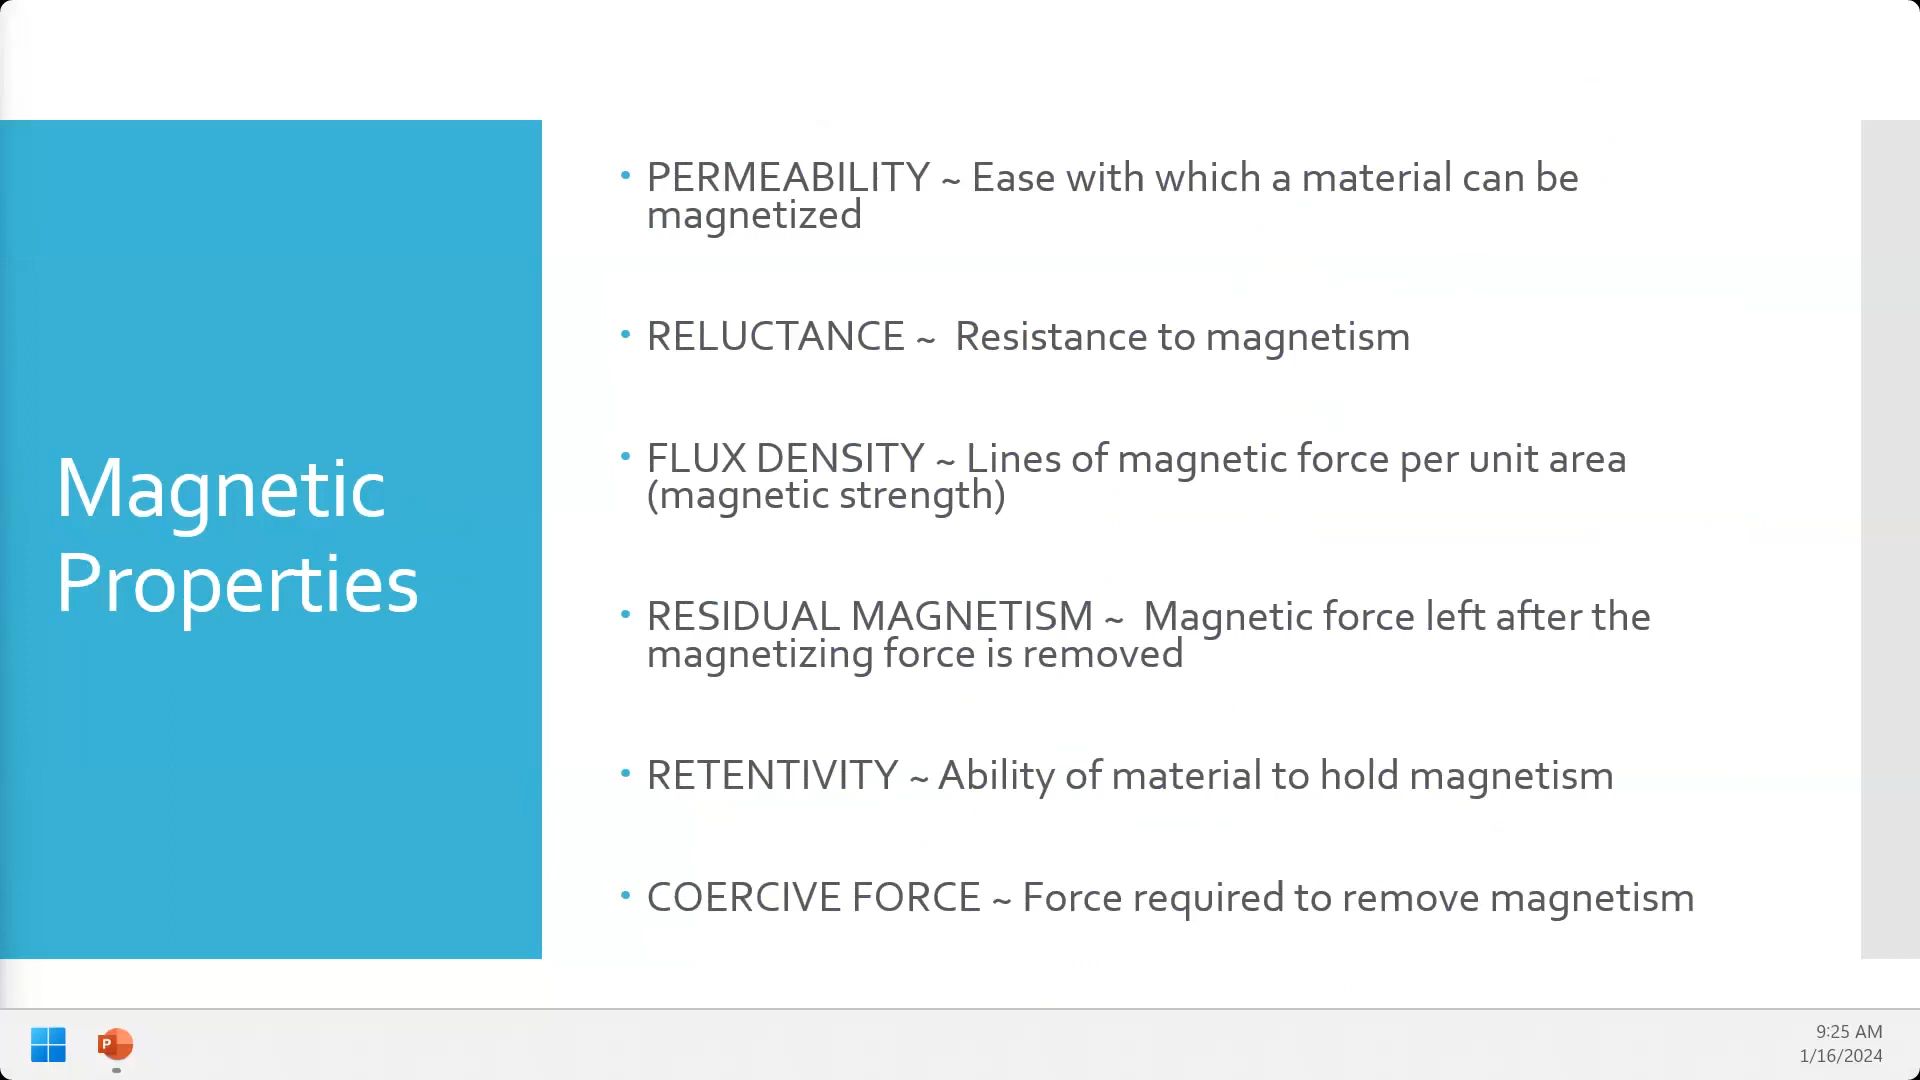 Magnetic
Properties
• PERMEABILITY ~ Ease with which a material can be
magnetized
• RELUCTANCE ~  Resistance to magnetism
• FLUX DENSITY ~ Lines of magnetic force per unit area
(magnetic strength)
• RESIDUAL MAGNETISM ~  Magnetic force left after the
magnetizing force is removed
• RETENTIVITY ~ Ability of material to hold magnetism
• COERCIVE FORCE ~ Force required to remove magnetism
P
9:25 AM
1/16/2024